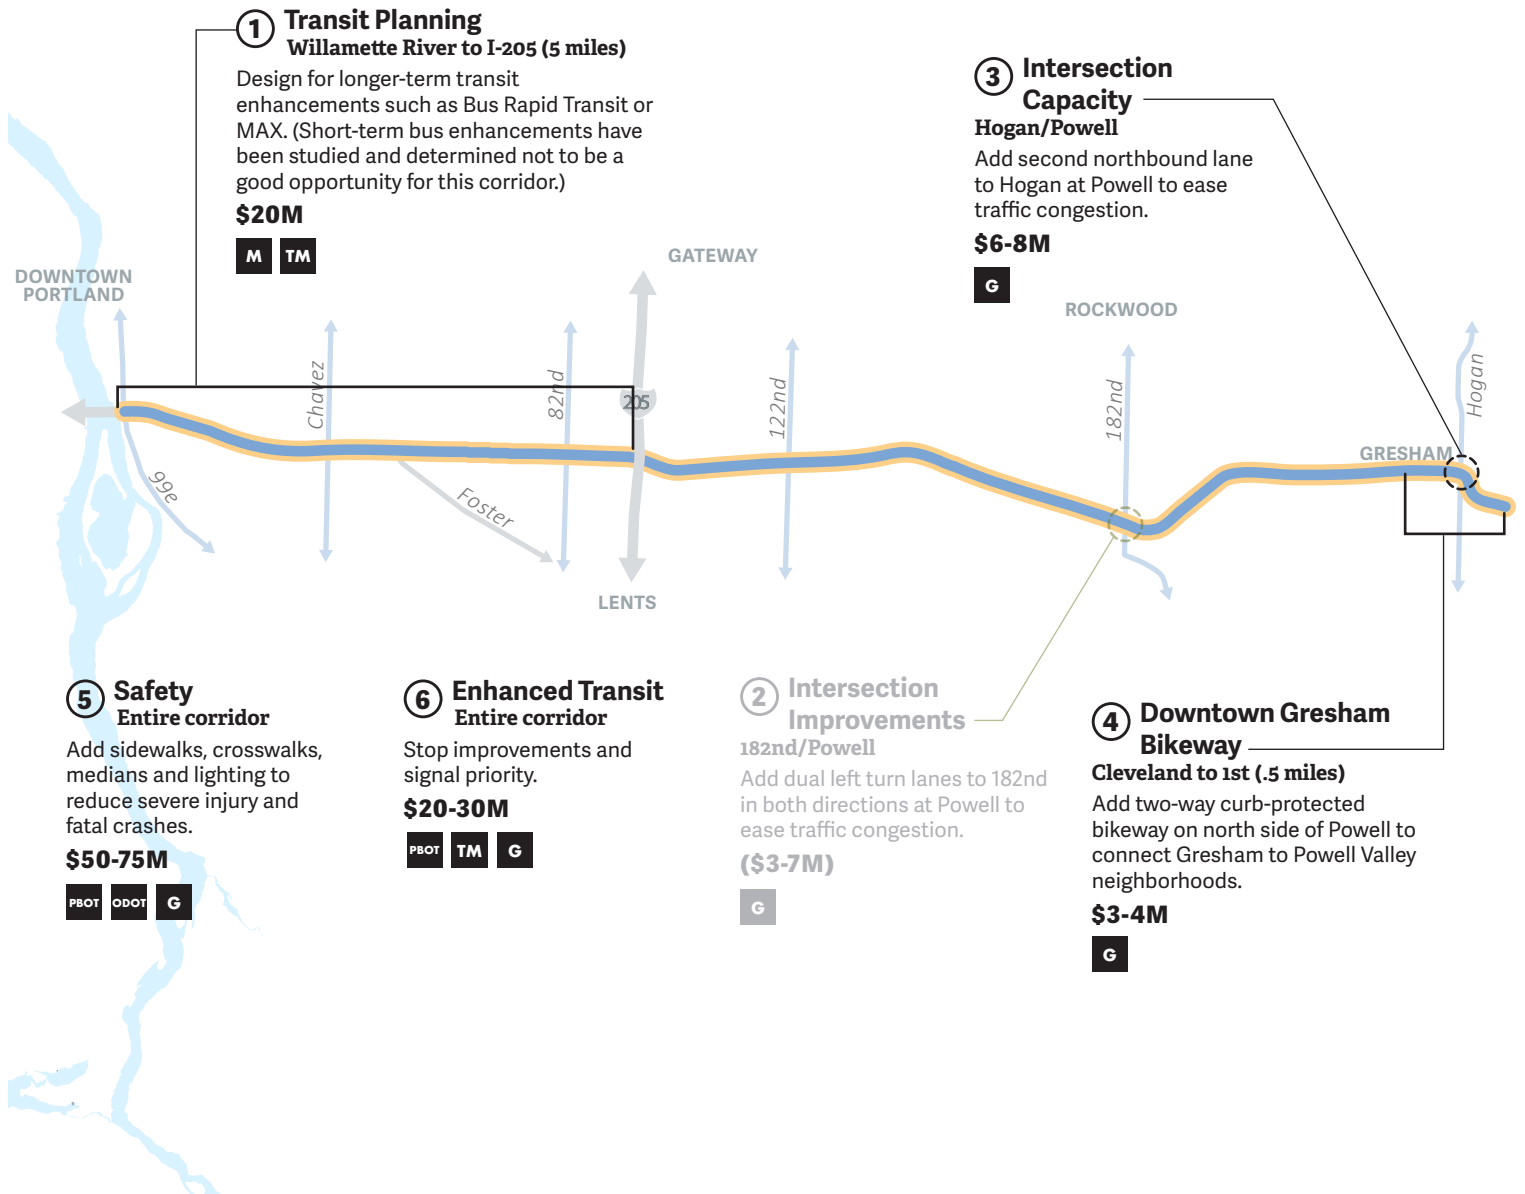 1 Transit Planning
Willamette River to I-205 (5 miles)
Design for longer-term transit
enhancements such as Bus Rapid Transit or
MAX. (Short-term bus enhancements have
been studied and determined not to be a
good opportunity for this corridor.)
$20M
M TM
3 Intersection
Capacity
Hogan/Powell
Add second northbound lane
to Hogan at Powell to ease
traffic congestion.
$6-8M
G
DOWNTOWN
PORTLAND
GATEWAY
ROCKWOOD
Chavez
82nd
205
122nd
182nd
Hogan
GRESHAM
99e
Foster
LENTS
5 Safety
Entire corridor
Add sidewalks, crosswalks,
medians and lighting to
reduce severe injury and
fatal crashes.
$50-75M
PBOT ODOT G
6 Enhanced Transit
Entire corridor
Stop improvements and
signal priority.
$20-30M
PBOT TM G
2 Intersection
Improvements
182nd/Powell
Add dual left turn lanes to 182nd
in both directions at Powell to
ease traffic congestion.
($3-7M)
G
4 Downtown Gresham
Bikeway
Cleveland to 1st (.5 miles)
Add two-way curb-protected
bikeway on north side of Powell to
connect Gresham to Powell Valley
neighborhoods.
$3-4M
G